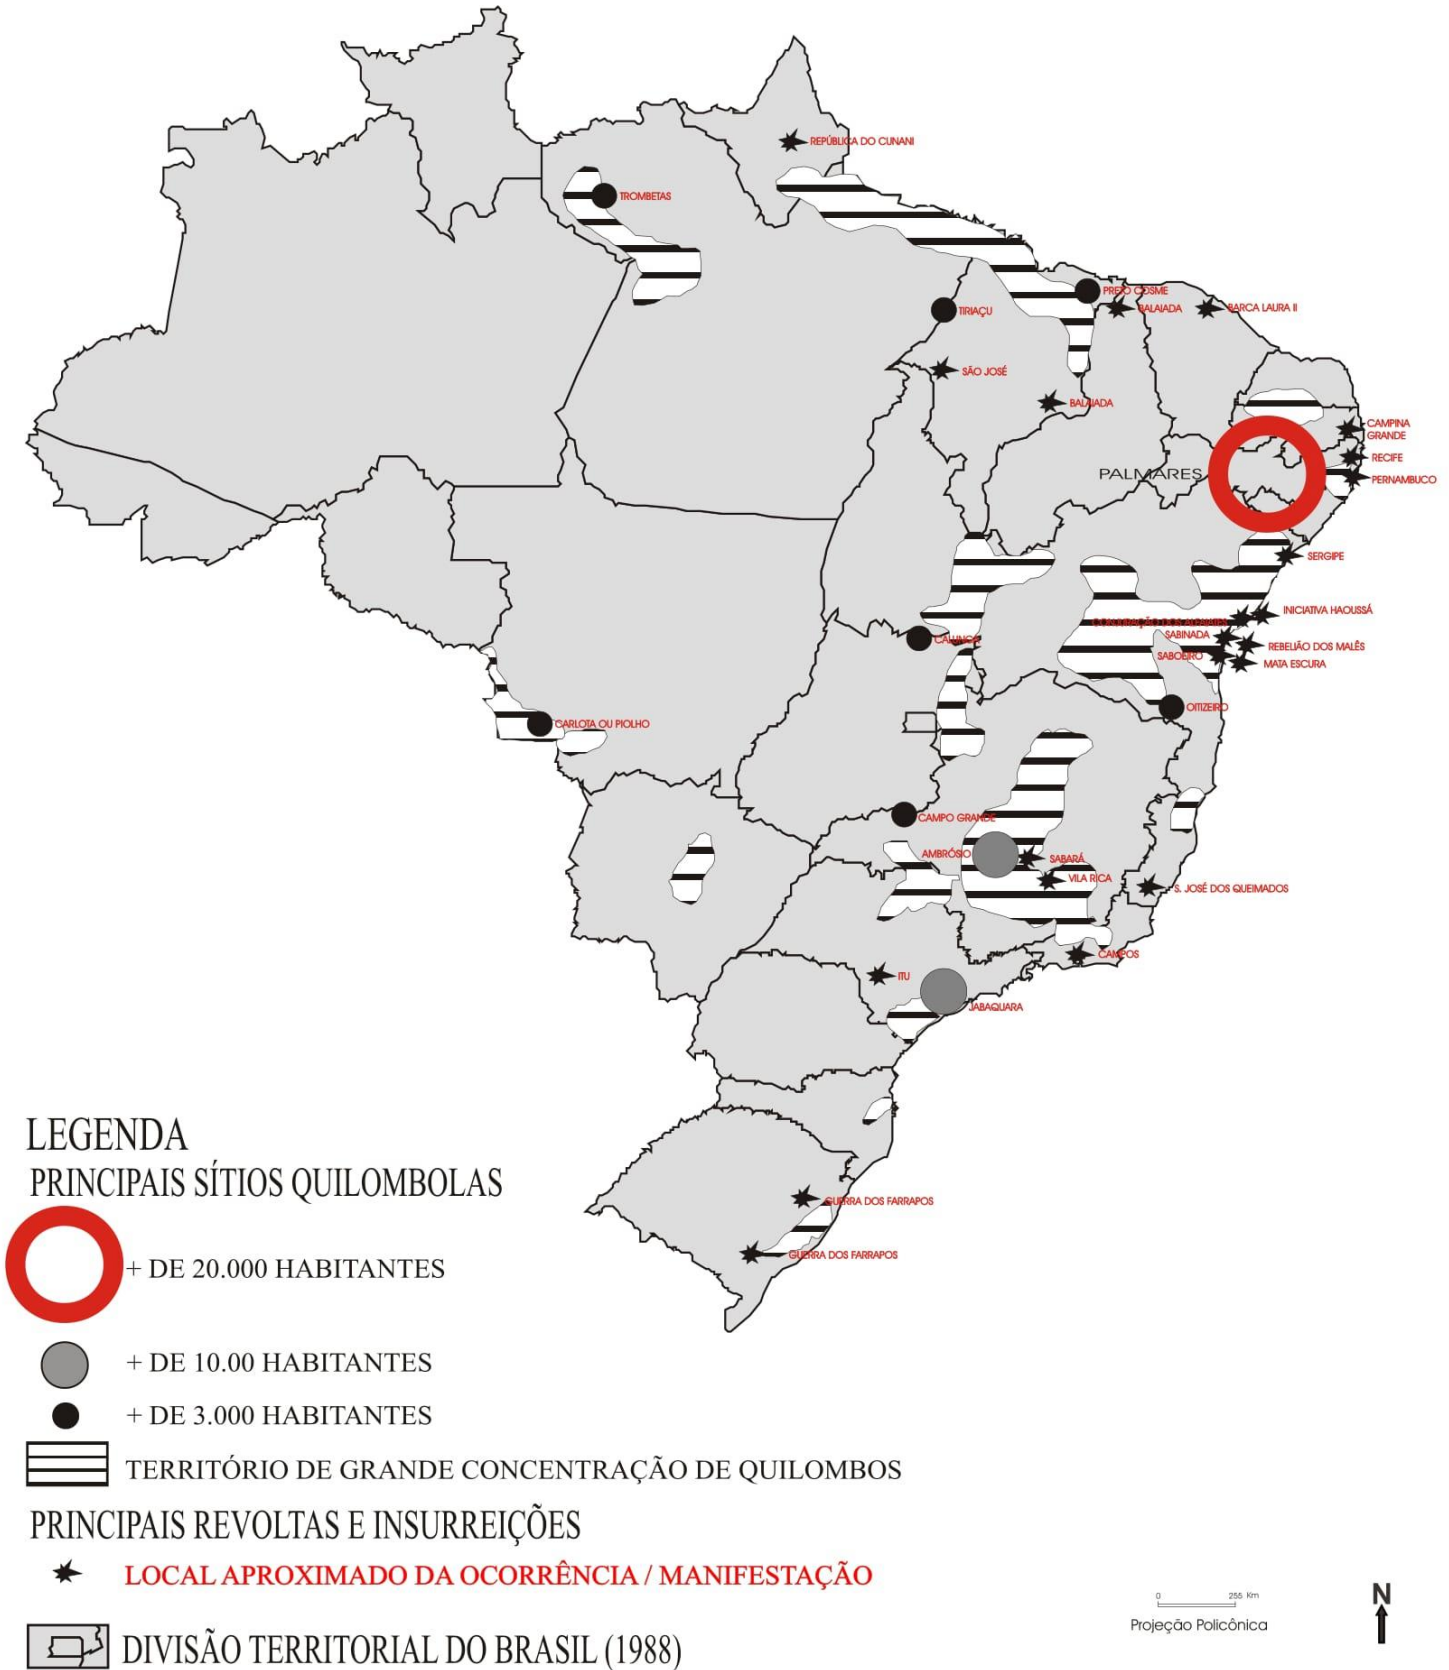 REPÚBLICA DO CUNANI
TROMBETAS
PRETO COSME
BALAIADA
BARCA LAURA II
TIRIAÇU
SÃO JOSÉ
BALAIADA
CAMPINA
GRANDE
RECIFE
PALMARES
PERNAMBUCO
SERGIPE
INICIATIVA HAOUSSÁ
CONJURAÇÃO DOS ALFAIATES
SABINADA
CALUNGA
REBELIÃO DOS MALÊS
SABOEIRO
MATA ESCURA
OITIZEIRO
CARLOTA OU PIOLHO
CAMPO GRANDE
AMBRÓSIO
SABARÁ
VILA RICA
S. JOSÉ DOS QUEIMADOS
CAMPOS
ITU
JABAQUARA
GUERRA DOS FARRAPOS
GUERRA DOS FARRAPOS
LEGENDA
PRINCIPAIS SÍTIOS QUILOMBOLAS
+ DE 20.000 HABITANTES
+ DE 10.00 HABITANTES
+ DE 3.000 HABITANTES
TERRITÓRIO DE GRANDE CONCENTRAÇÃO DE QUILOMBOS
PRINCIPAIS REVOLTAS E INSURREIÇÕES
LOCAL APROXIMADO DA OCORRÊNCIA / MANIFESTAÇÃO
DIVISÃO TERRITORIAL DO BRASIL (1988)
0 255 Km
Projeção Policônica
N